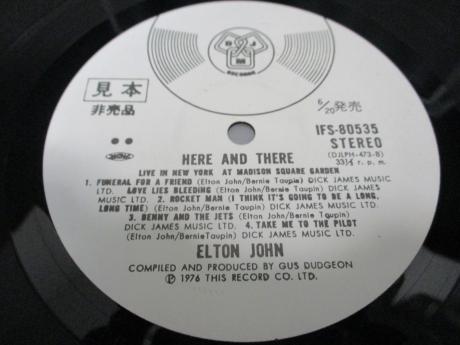 DJM
RECORDS
見本
非売品
6/20発売
IFS-80535
STEREO
(DJLPH-473-B)
33⅓ r.p.m.
HERE AND THERE
LIVE IN NEW YORK AT MADISON SQUARE GARDEN
1. FUNERAL FOR A FRIEND (Elton John/Bernie Taupin) DICK JAMES MUSIC
LTD. LOVE LIES BLEEDING (Elton John/Bernie Taupin) DICK JAMES
MUSIC LTD. 2. ROCKET MAN (I THINK IT'S GOING TO BE A LONG,
LONG TIME) (Elton John/Bernie Taupin) DICK JAMES MUSIC LTD.
3. BENNY AND THE JETS (Elton John/Bernie Taupin)
DICK JAMES MUSIC LTD. 4. TAKE ME TO THE PILOT
(Elton John/BernieTaupin) DICK JAMES MUSIC LTD.
ELTON JOHN
COMPILED AND PRODUCED BY GUS DUDGEON
Ⓟ 1976 THIS RECORD CO. LTD.